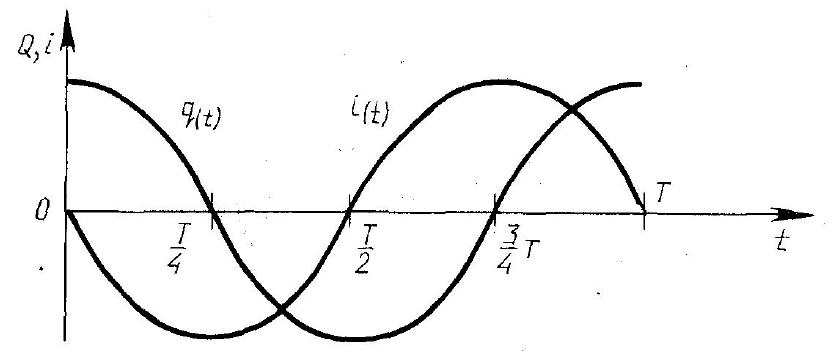 Q, i
q(t)
i(t)
0
T/4
T/2
3/4 T
T
t